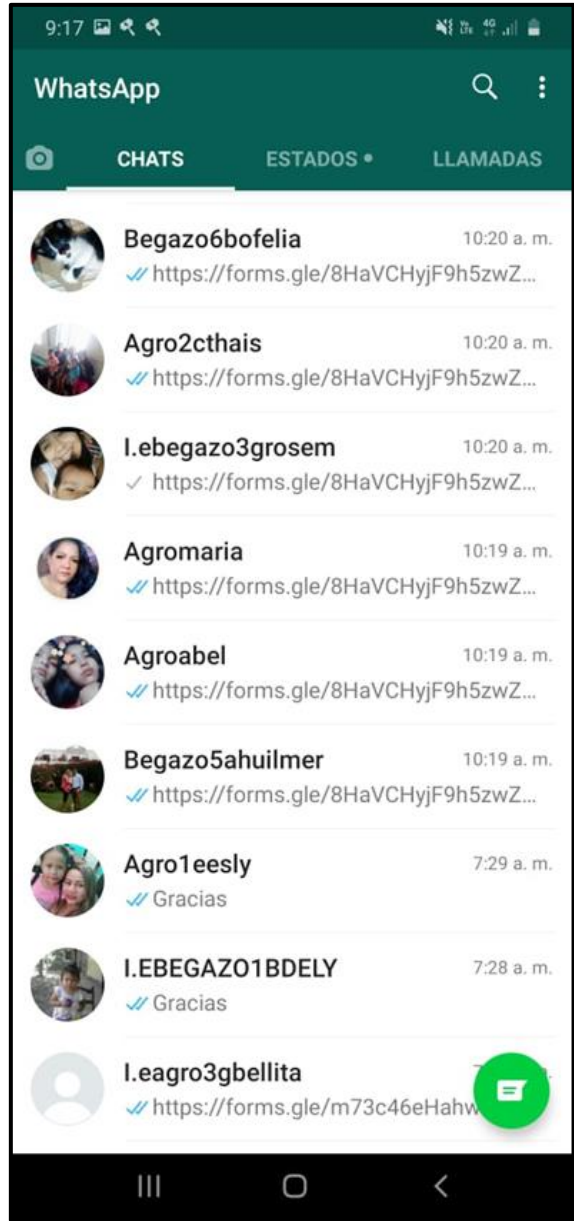 9:17
WhatsApp
CHATS ESTADOS LLAMADAS
Begazo6bofelia 10:20 a. m.
https://forms.gle/8HaVCHyjF9h5zwZ...
Agro2cthais 10:20 a. m.
https://forms.gle/8HaVCHyjF9h5zwZ...
I.ebegazo3grosem 10:20 a. m.
https://forms.gle/8HaVCHyjF9h5zwZ...
Agromaria 10:19 a. m.
https://forms.gle/8HaVCHyjF9h5zwZ...
Agroabel 10:19 a. m.
https://forms.gle/8HaVCHyjF9h5zwZ...
Begazo5ahuilmer 10:19 a. m.
https://forms.gle/8HaVCHyjF9h5zwZ...
Agro1eesly 7:29 a. m.
Gracias
I.EBEGAZO1BDELY 7:28 a. m.
Gracias
I.eagro3gbellita
https://forms.gle/m73c46eHahw